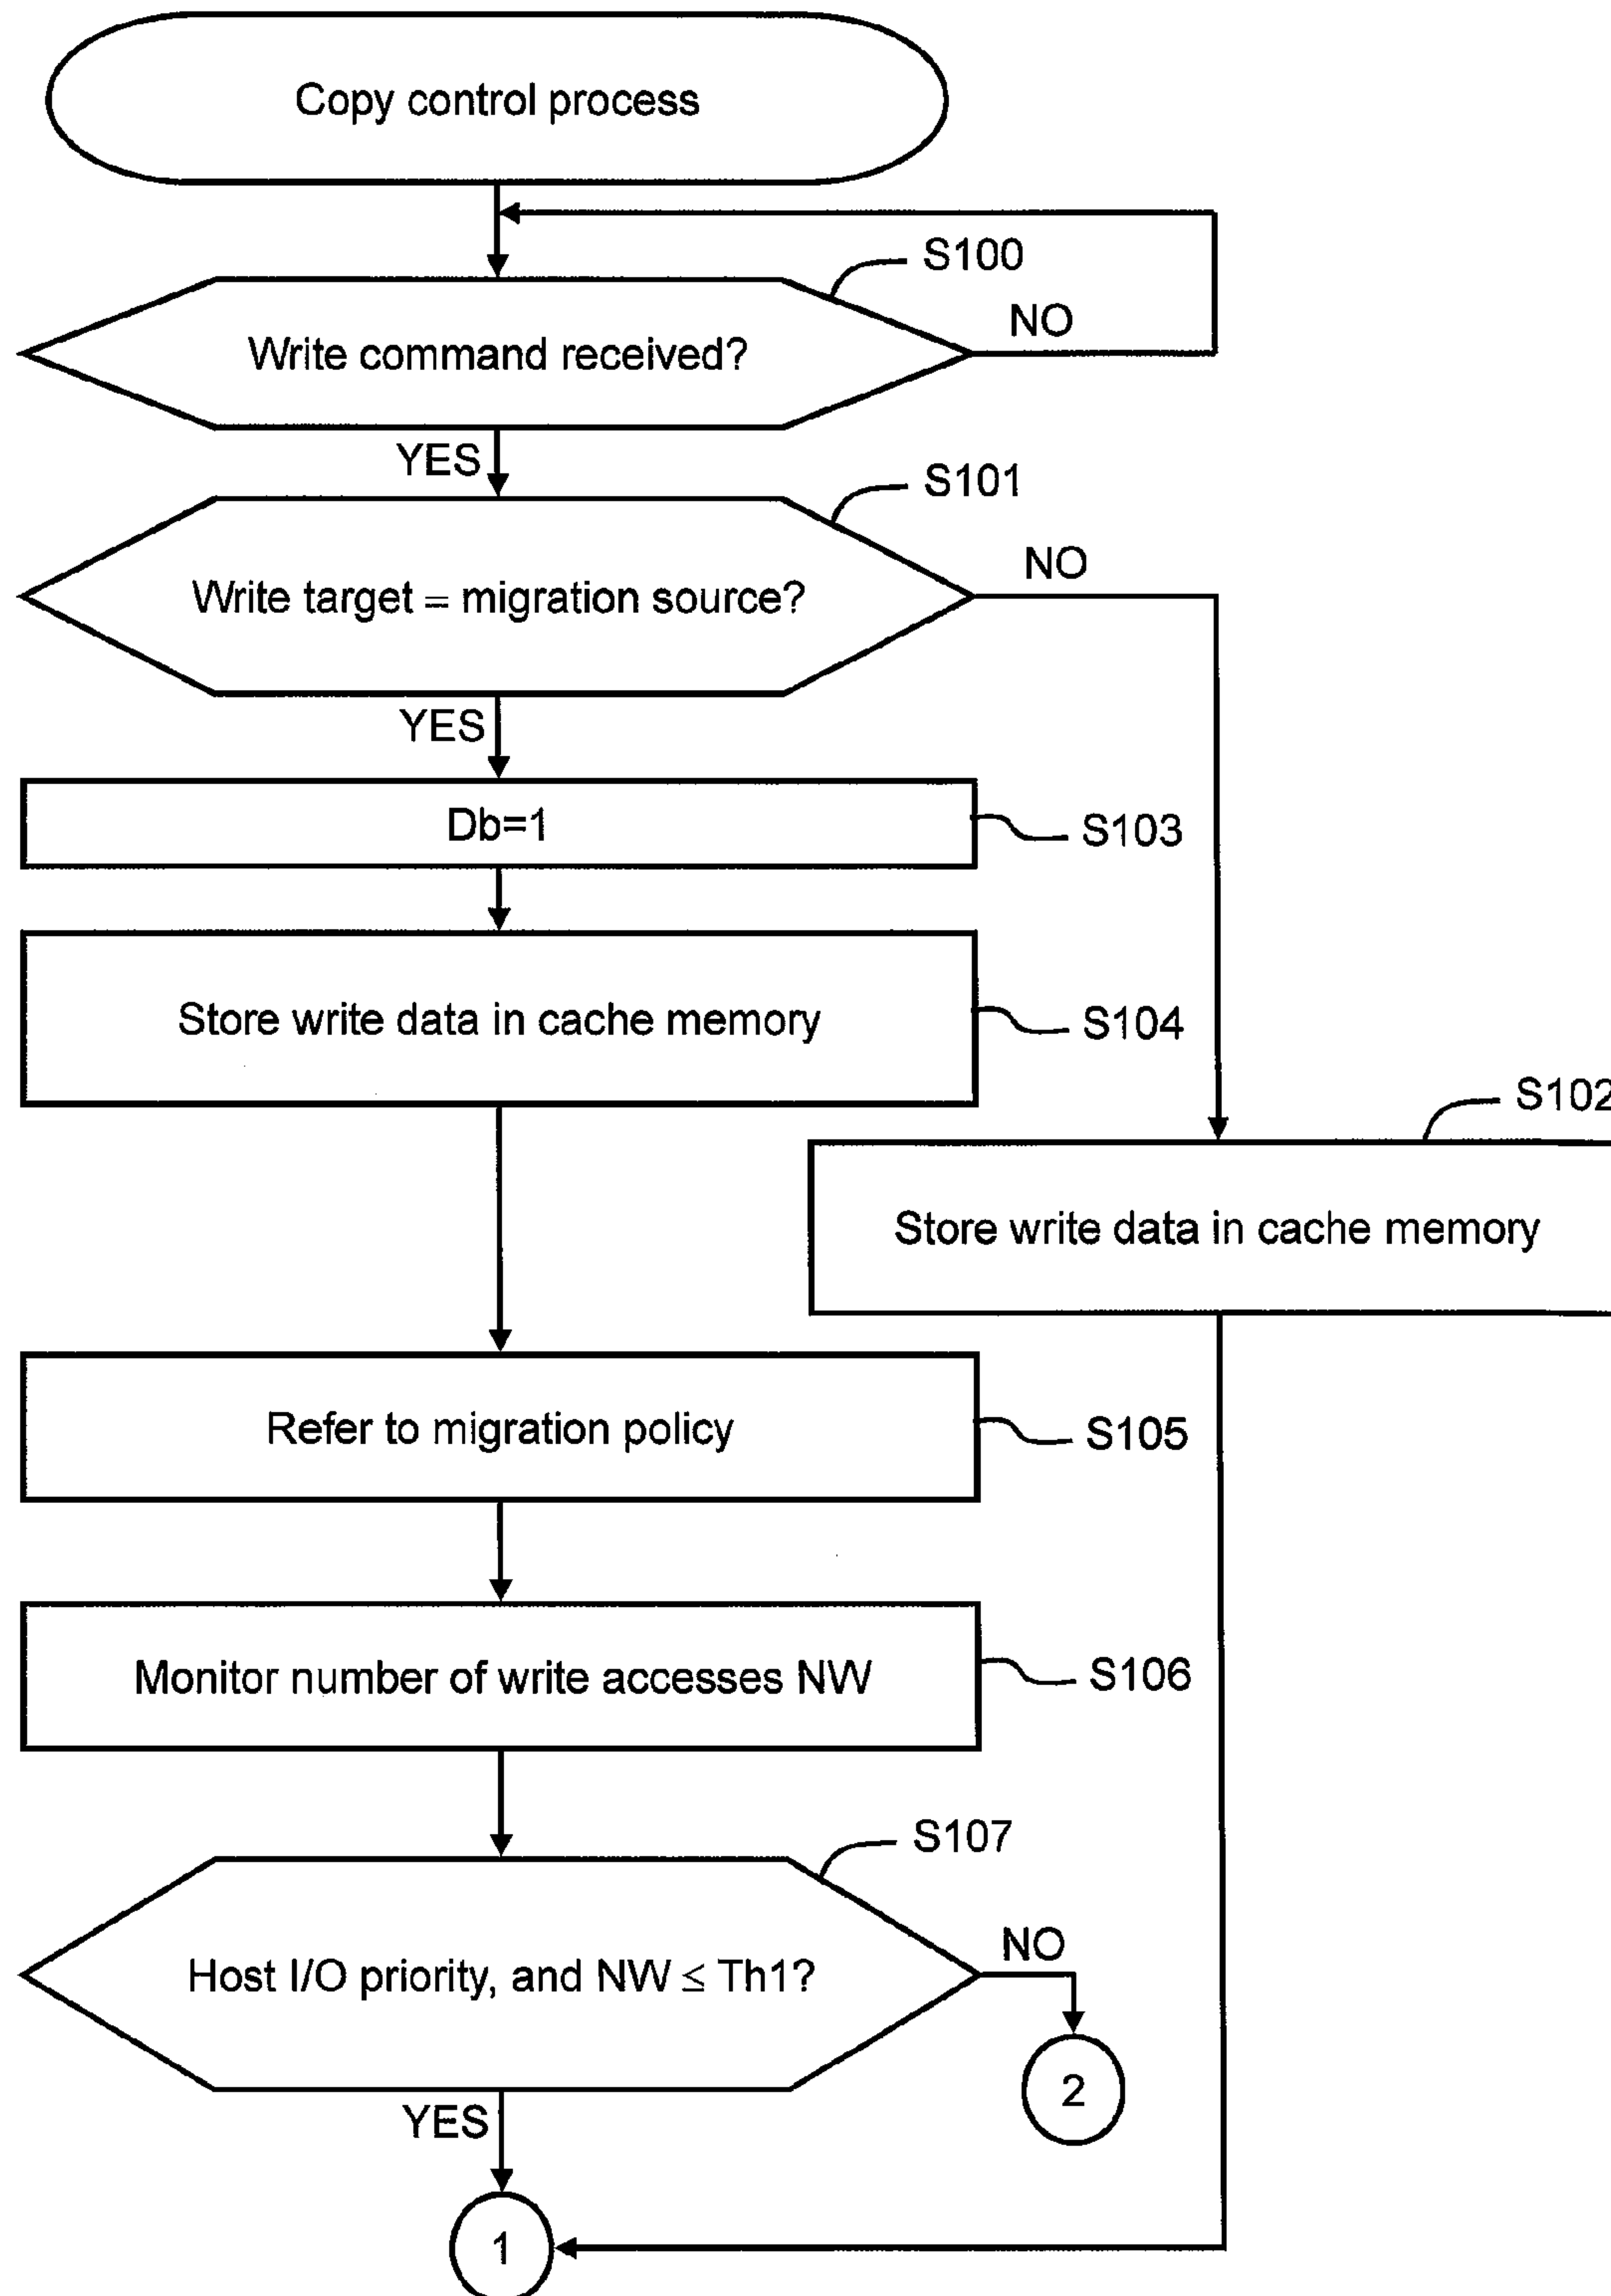 Copy control process
S100
Write command received?
NO
YES
S101
Write target = migration source?
NO
YES
Db=1
S103
Store write data in cache memory
S104
S102
Store write data in cache memory
Refer to migration policy
S105
Monitor number of write accesses NW
S106
S107
Host I/O priority, and NW ≤ Th1?
NO
2
YES
1